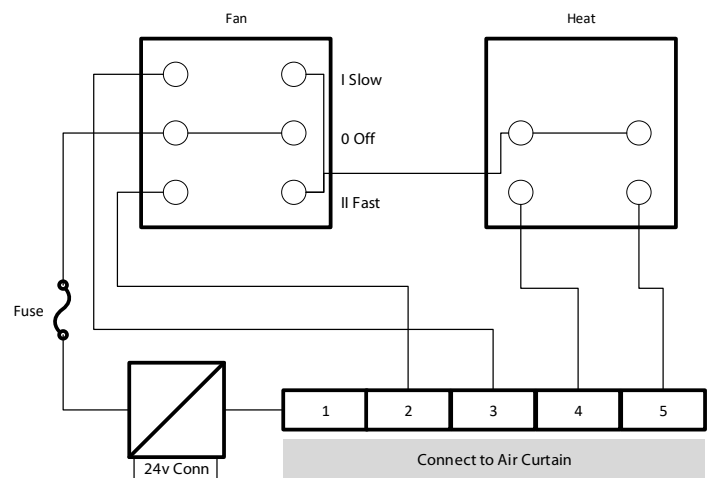 Fan
Heat
I Slow
0 Off
II Fast
Fuse
1 2 3 4 5
24v Conn
Connect to Air Curtain